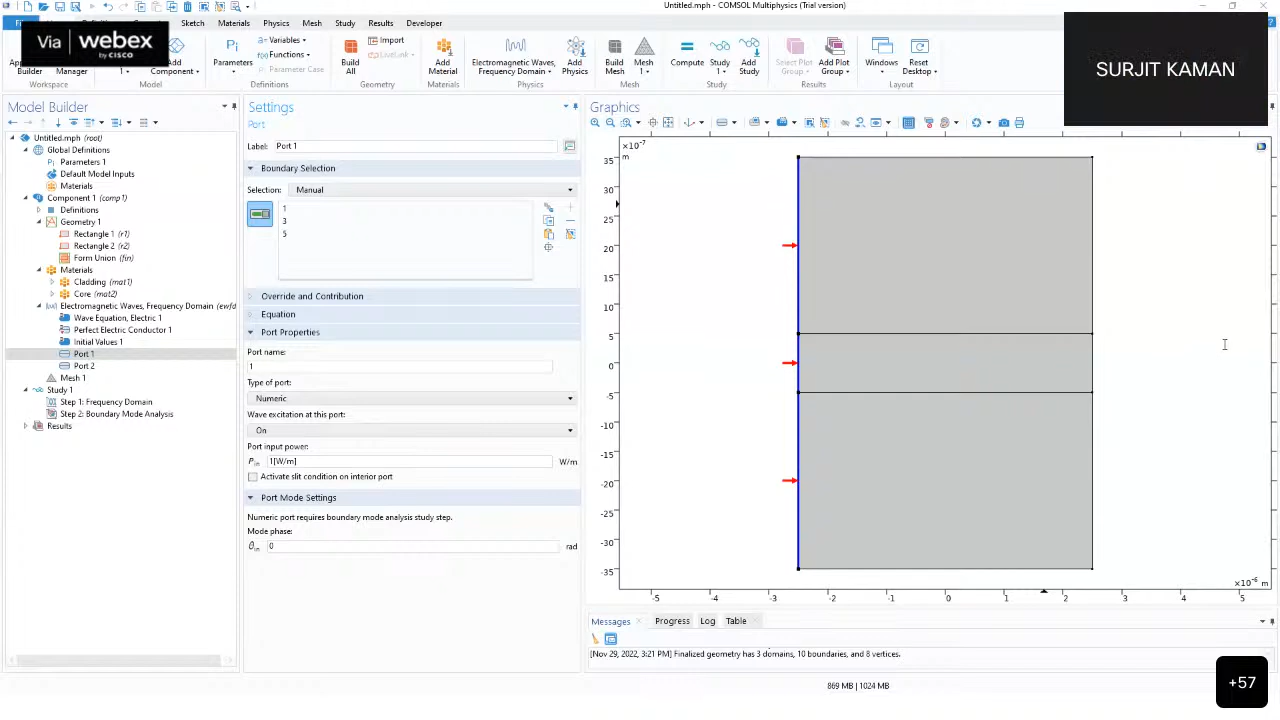 Untitled.mph - COMSOL Multiphysics (Trial version)
Sketch
Materials
Physics
Mesh
Study
Results
Developer
Via webex
by CISCO
SURJIT KAMAN
Builder
Manager
Workspace
Add
Component
Model
Parameters
Variables
Functions
Parameter Case
Definitions
Build
All
Import
LiveLink
Geometry
Add
Material
Materials
Electromagnetic Waves,
Frequency Domain
Add
Physics
Physics
Build
Mesh
Mesh
1
Mesh
Compute
Study
1
Add
Study
Study
Select Plot
Group
Add Plot
Group
Results
Windows
Reset
Desktop
Layout
Model Builder
Untitled.mph (root)
Global Definitions
Parameters 1
Default Model Inputs
Materials
Component 1 (comp1)
Definitions
Geometry 1
Rectangle 1 (r1)
Rectangle 2 (r2)
Form Union (fin)
Materials
Cladding (mat1)
Core (mat2)
Electromagnetic Waves, Frequency Domain (ewfd
Wave Equation, Electric 1
Perfect Electric Conductor 1
Initial Values 1
Port 1
Port 2
Mesh 1
Study 1
Step 1: Frequency Domain
Step 2: Boundary Mode Analysis
Results
Settings
Port
Label: Port 1
Boundary Selection
Selection: Manual
1
3
5
Override and Contribution
Equation
Port Properties
Port name:
1
Type of port:
Numeric
Wave excitation at this port:
On
Port input power:
Pin 1[W/m] W/m
Activate slit condition on interior port
Port Mode Settings
Numeric port requires boundary mode analysis study step.
Mode phase:
θin 0 rad
Graphics
×10⁻⁷
m
35
30
25
20
15
10
5
0
-5
-10
-15
-20
-25
-30
-35
-5 -4 -3 -2 -1 0 1 2 3 4 5
×10⁻⁶ m
Messages
Progress
Log
Table
[Nov 29, 2022, 3:21 PM] Finalized geometry has 3 domains, 10 boundaries, and 8 vertices.
869 MB | 1024 MB
+57